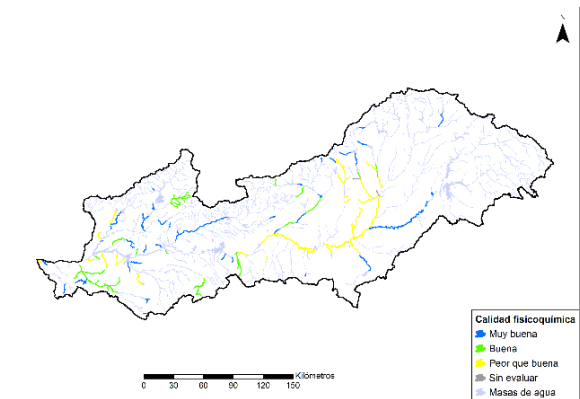 Calidad fisicoquímica
Muy buena
Buena
Peor que buena
Sin evaluar
Masas de agua
Kilómetros
0 30 60 90 120 150